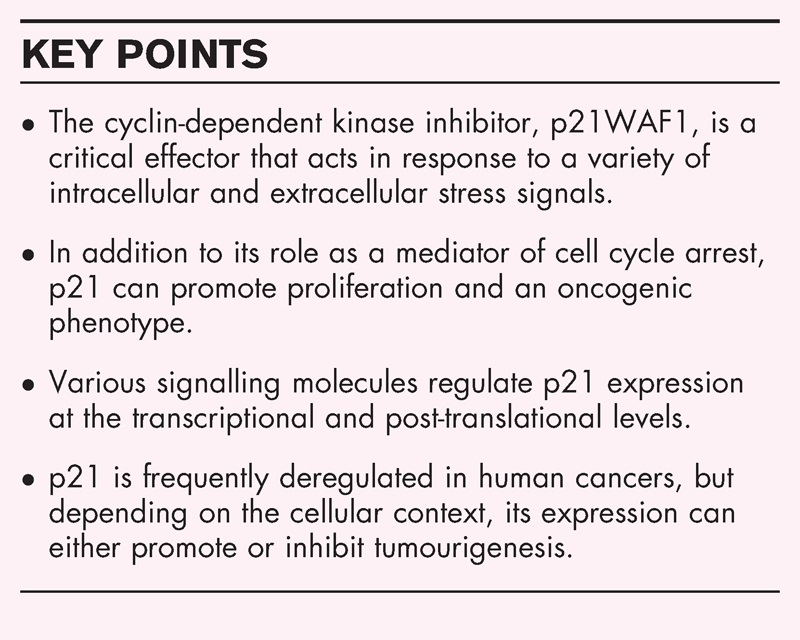 KEY POINTS
• The cyclin-dependent kinase inhibitor, p21WAF1, is a
critical effector that acts in response to a variety of
intracellular and extracellular stress signals.
• In addition to its role as a mediator of cell cycle arrest,
p21 can promote proliferation and an oncogenic
phenotype.
• Various signalling molecules regulate p21 expression
at the transcriptional and post-translational levels.
• p21 is frequently deregulated in human cancers, but
depending on the cellular context, its expression can
either promote or inhibit tumourigenesis.